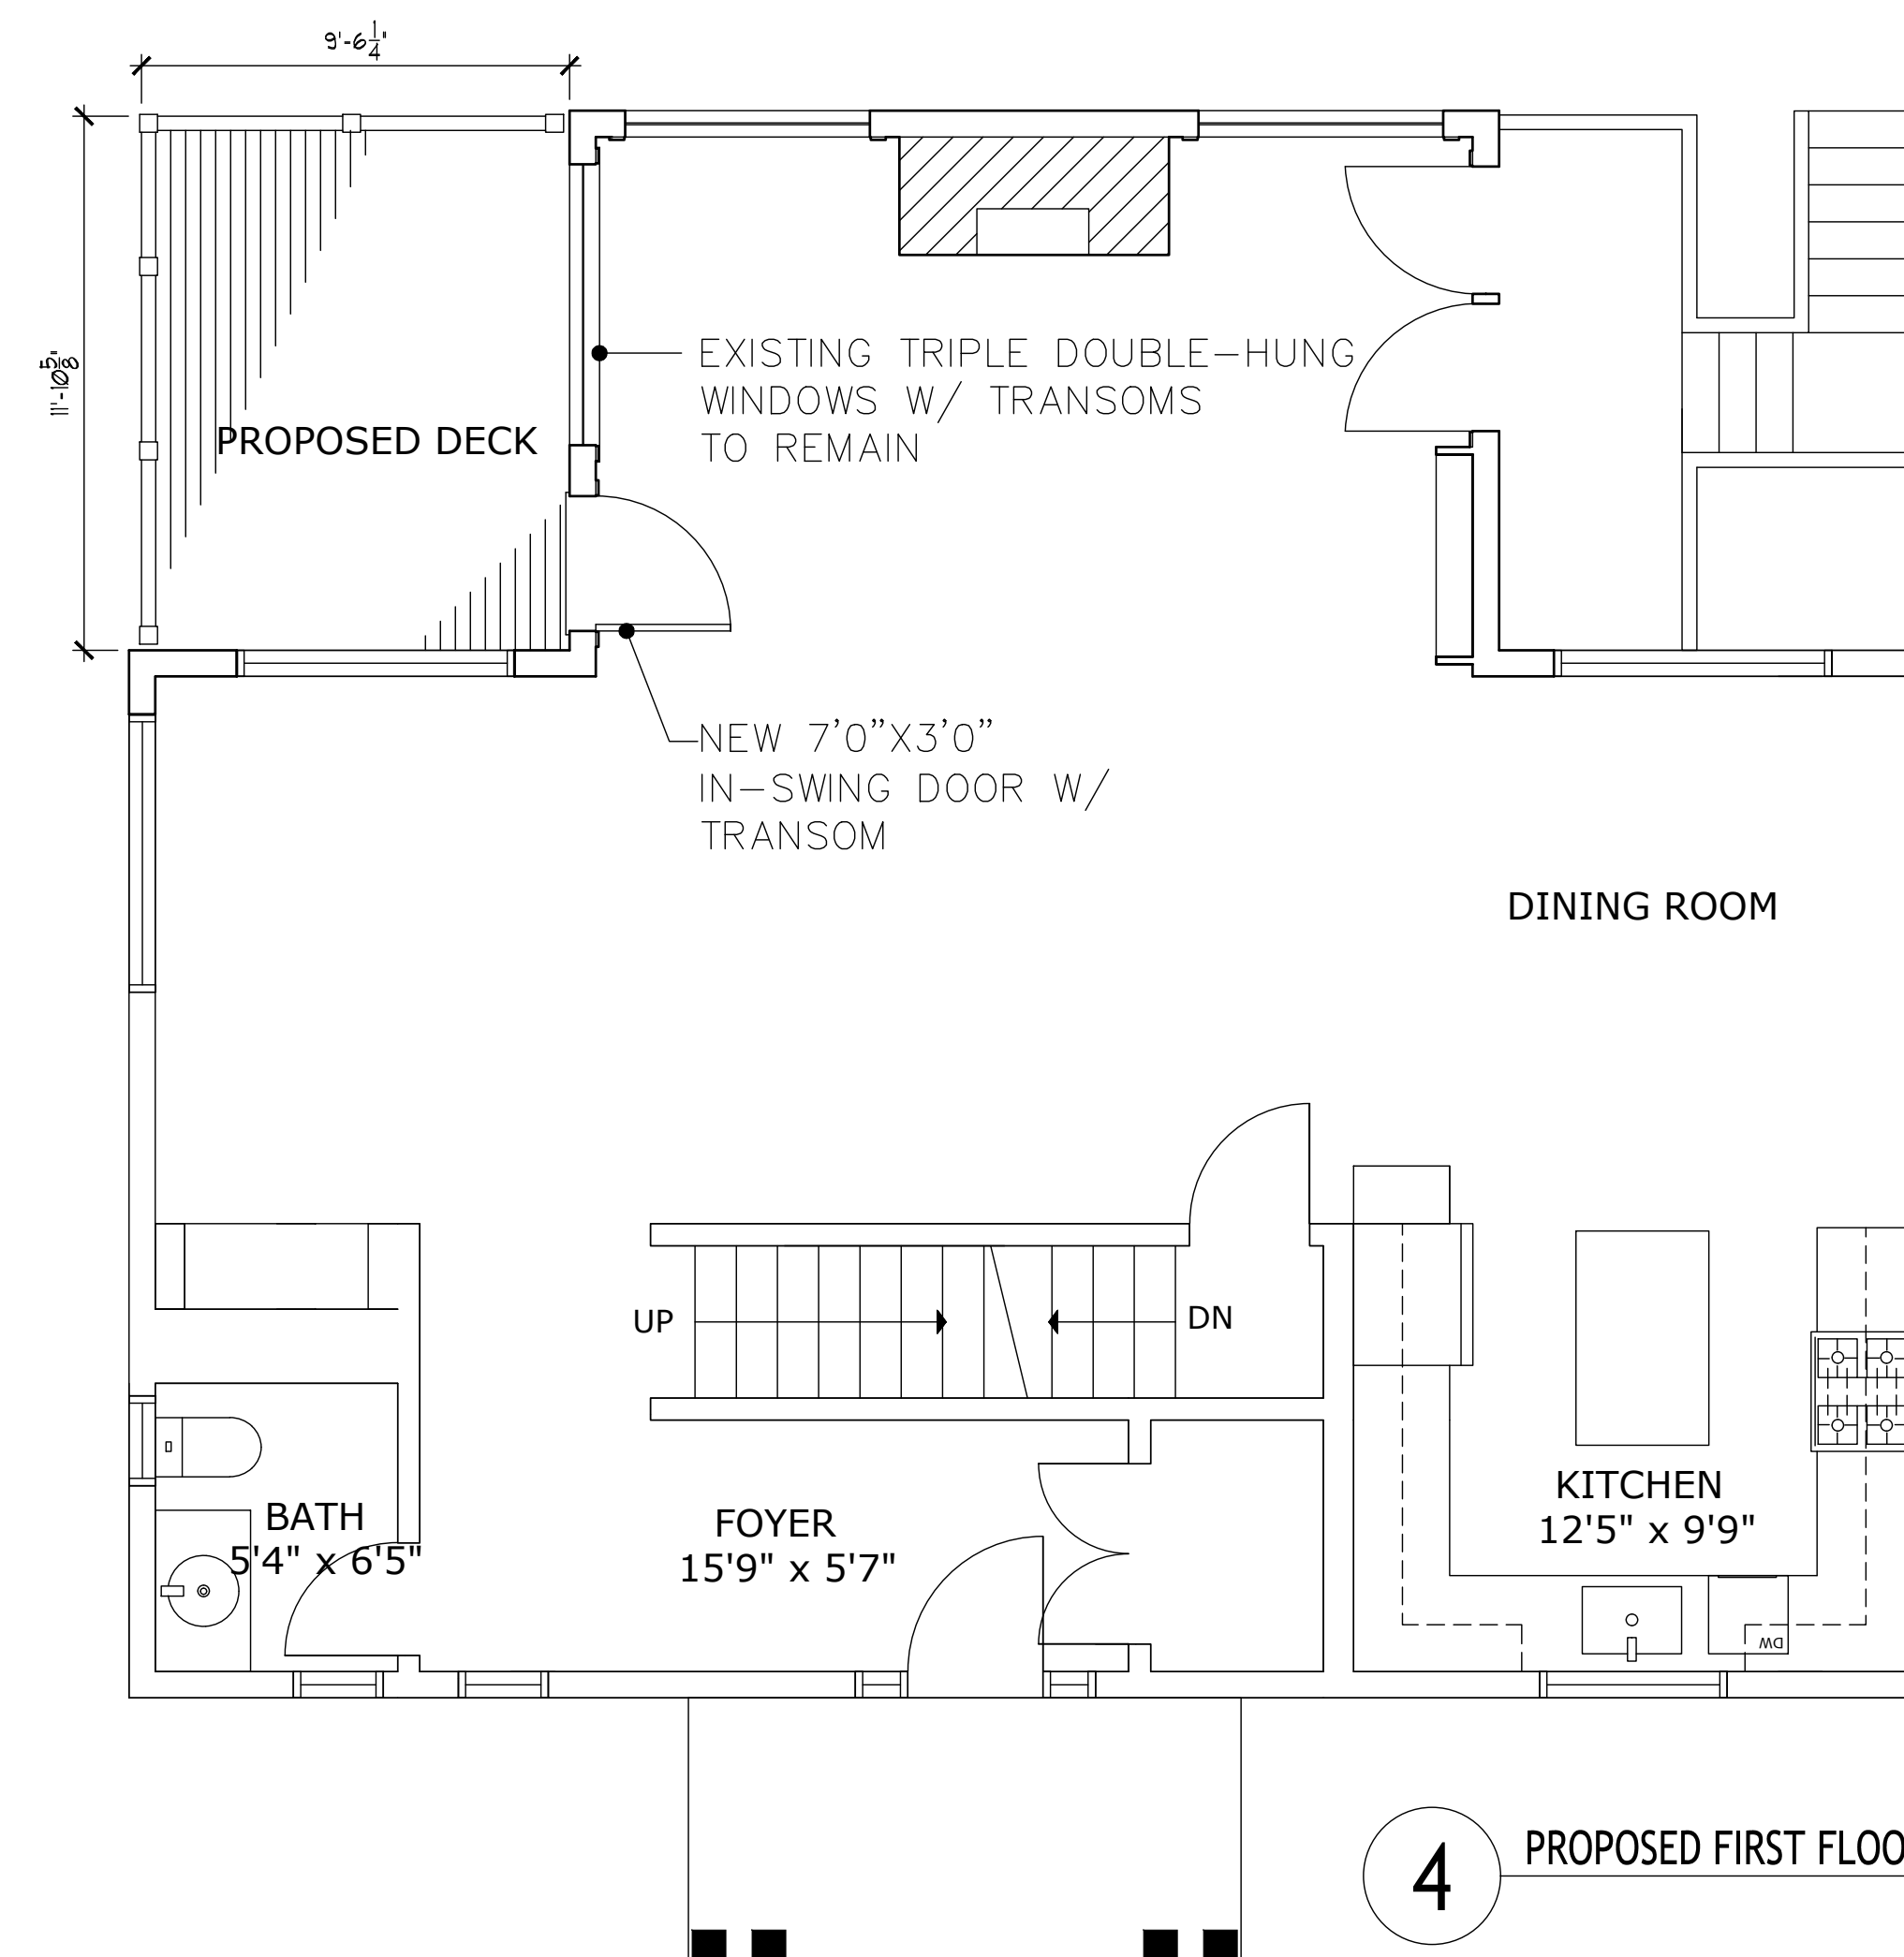 9'-6 1/4"
11'-10 5/8"
EXISTING TRIPLE DOUBLE-HUNG
WINDOWS W/ TRANSOMS
TO REMAIN
PROPOSED DECK
NEW 7'0"X3'0"
IN-SWING DOOR W/
TRANSOM
DINING ROOM
UP
DN
BATH
5'4" x 6'5"
FOYER
15'9" x 5'7"
KITCHEN
12'5" x 9'9"
DW
4
PROPOSED FIRST FLOO